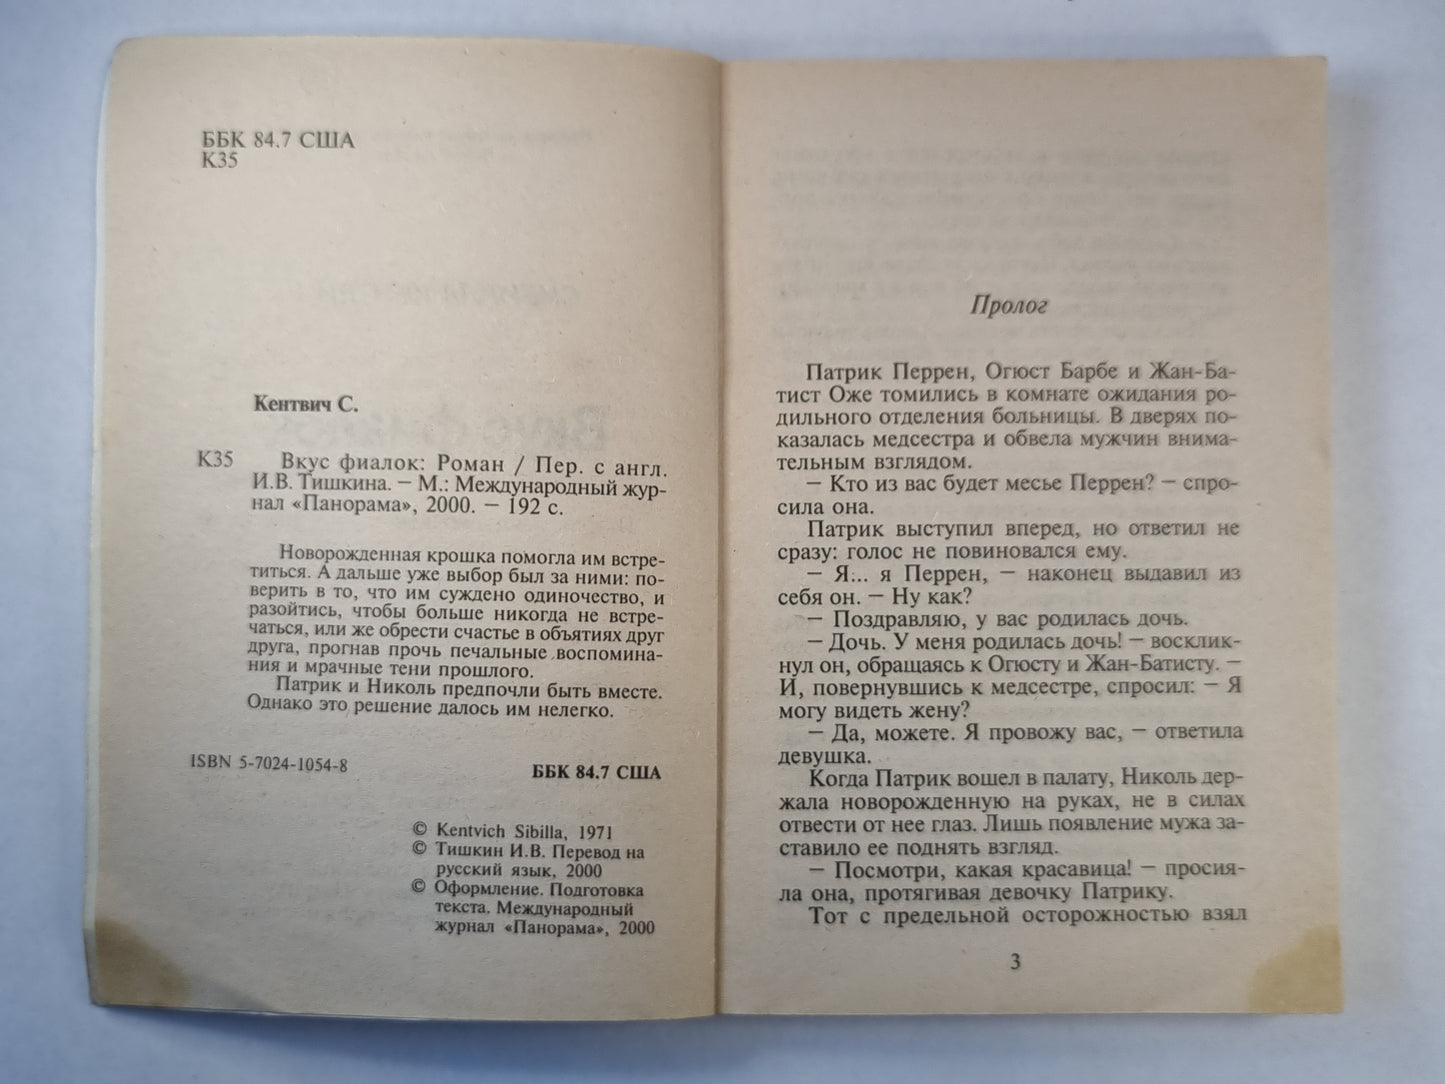 ББК 84.7 США
К35
Кентвич С.
К35 Вкус фиалок: Роман / Пер. с англ.
И.В. Тишкина. — М.: Международный жур-
нал «Панорама», 2000. — 192 с.
Новорожденная крошка помогла им встре-
титься. А дальше уже выбор был за ними: по-
верить в то, что им суждено одиночество, и
разойтись, чтобы больше никогда не встре-
чаться, или же обрести счастье в объятиях друг
друга, прогнав прочь печальные воспомина-
ния и мрачные тени прошлого.
Патрик и Николь предпочли быть вместе.
Однако это решение далось им нелегко.
ISBN 5-7024-1054-8
ББК 84.7 США
© Kentvich Sibilla, 1971
© Тишкин И.В. Перевод на
русский язык, 2000
© Оформление. Подготовка
текста. Международный
журнал «Панорама», 2000
Пролог
Патрик Перрен, Огюст Барбе и Жан-Ба-
тист Оже томились в комнате ожидания ро-
дильного отделения больницы. В дверях по-
казалась медсестра и обвела мужчин внима-
тельным взглядом.
— Кто из вас будет месье Перрен? — спро-
сила она.
Патрик выступил вперед, но ответил не
сразу: голос не повиновался ему.
— Я... я Перрен, — наконец выдавил из
себя он. — Ну как?
— Поздравляю, у вас родилась дочь.
— Дочь. У меня родилась дочь! — восклик-
нул он, обращаясь к Огюсту и Жан-Батисту. —
И, повернувшись к медсестре, спросил: — Я
могу видеть жену?
— Да, можете. Я провожу вас, — ответила
девушка.
Когда Патрик вошел в палату, Николь дер-
жала новорожденную на руках, не в силах
отвести от нее глаз. Лишь появление мужа за-
ставило ее поднять взгляд.
— Посмотри, какая красавица! — просия-
ла она, протягивая девочку Патрику.
Тот с предельной осторожностью взял
3